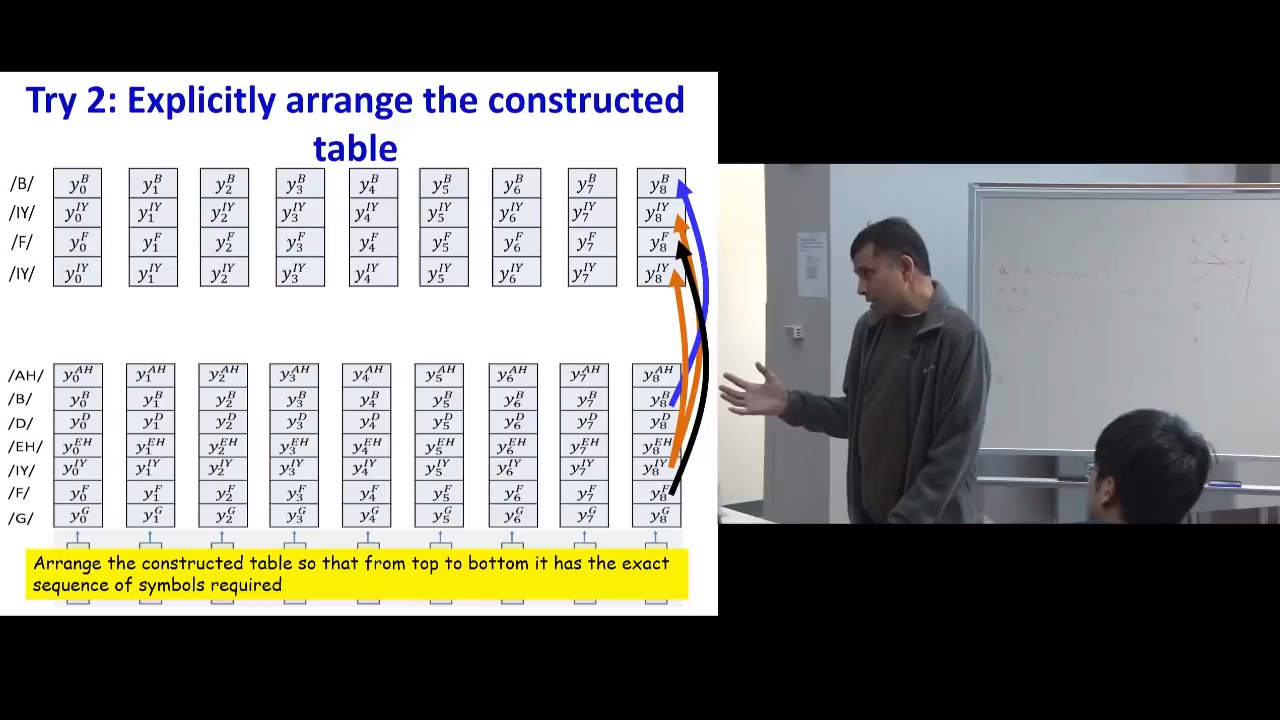 Try 2: Explicitly arrange the constructed
table
/B/ y_0^B y_1^B y_2^B y_3^B y_4^B y_5^B y_6^B y_7^B y_8^B
/IY/ y_0^IY y_1^IY y_2^IY y_3^IY y_4^IY y_5^IY y_6^IY y_7^IY y_8^IY
/F/ y_0^F y_1^F y_2^F y_3^F y_4^F y_5^F y_6^F y_7^F y_8^F
/IY/ y_0^IY y_1^IY y_2^IY y_3^IY y_4^IY y_5^IY y_6^IY y_7^IY y_8^IY
/AH/ y_0^AH y_1^AH y_2^AH y_3^AH y_4^AH y_5^AH y_6^AH y_7^AH y_8^AH
/B/ y_0^B y_1^B y_2^B y_3^B y_4^B y_5^B y_6^B y_7^B y_8^B
/D/ y_0^D y_1^D y_2^D y_3^D y_4^D y_5^D y_6^D y_7^D y_8^D
/EH/ y_0^EH y_1^EH y_2^EH y_3^EH y_4^EH y_5^EH y_6^EH y_7^EH y_8^EH
/IY/ y_0^IY y_1^IY y_2^IY y_3^IY y_4^IY y_5^IY y_6^IY y_7^IY y_8^IY
/F/ y_0^F y_1^F y_2^F y_3^F y_4^F y_5^F y_6^F y_7^F y_8^F
/G/ y_0^G y_1^G y_2^G y_3^G y_4^G y_5^G y_6^G y_7^G y_8^G
Arrange the constructed table so that from top to bottom it has the exact
sequence of symbols required